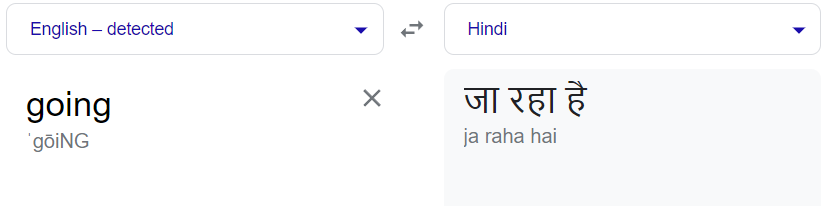 English – detected
Hindi
going
ˈgōiNG
जा रहा है
ja raha hai